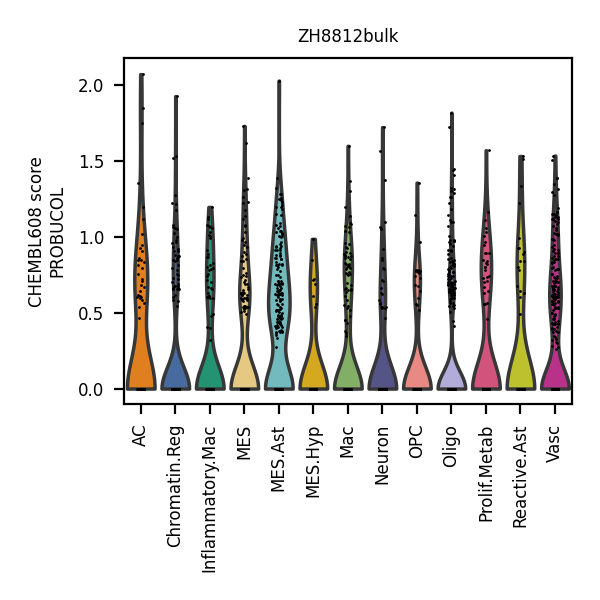 ZH8812bulk
CHEMBL608 score
PROBUCOL
2.0
1.5
1.0
0.5
0.0
AC
Chromatin.Reg
Inflammatory.Mac
MES
MES.Ast
MES.Hyp
Mac
Neuron
OPC
Oligo
Prolif.Metab
Reactive.Ast
Vasc